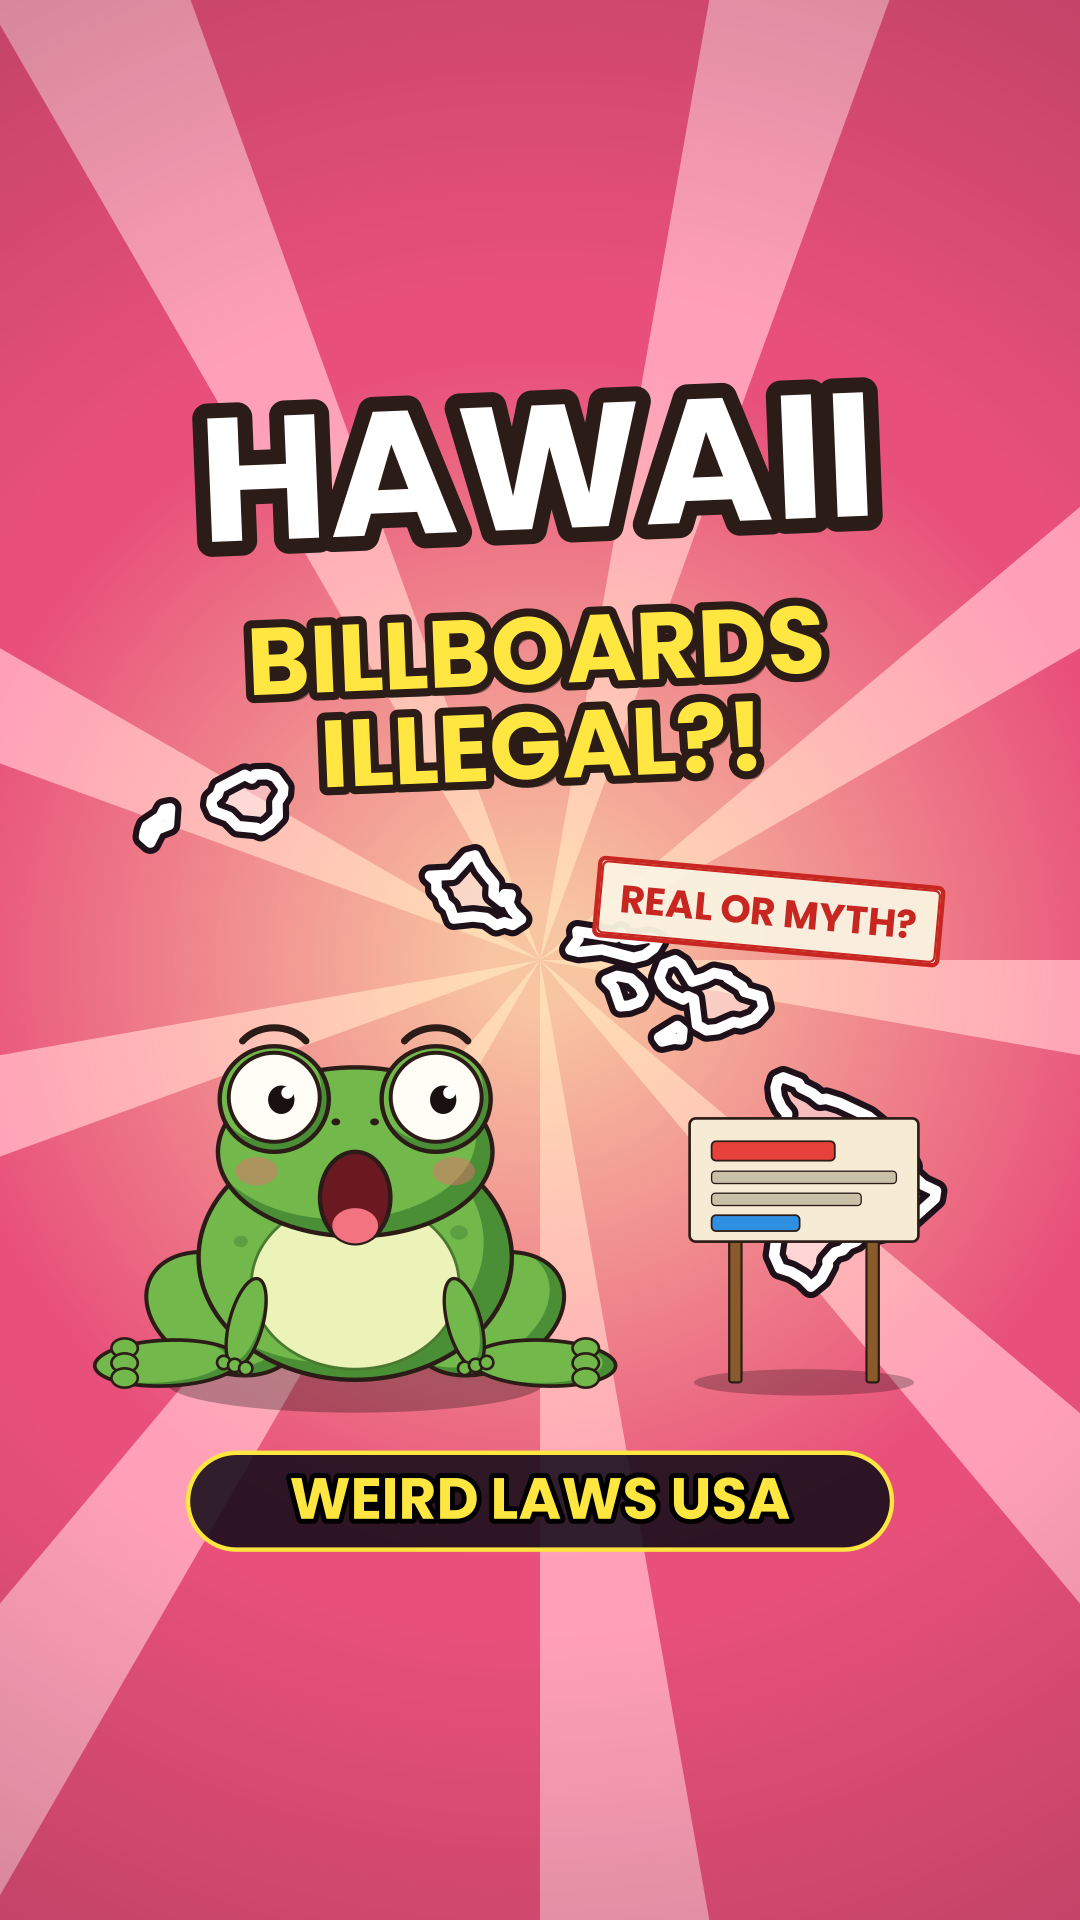 HAWAII
BILLBOARDS
ILLEGAL?!
REAL OR MYTH?
WEIRD LAWS USA